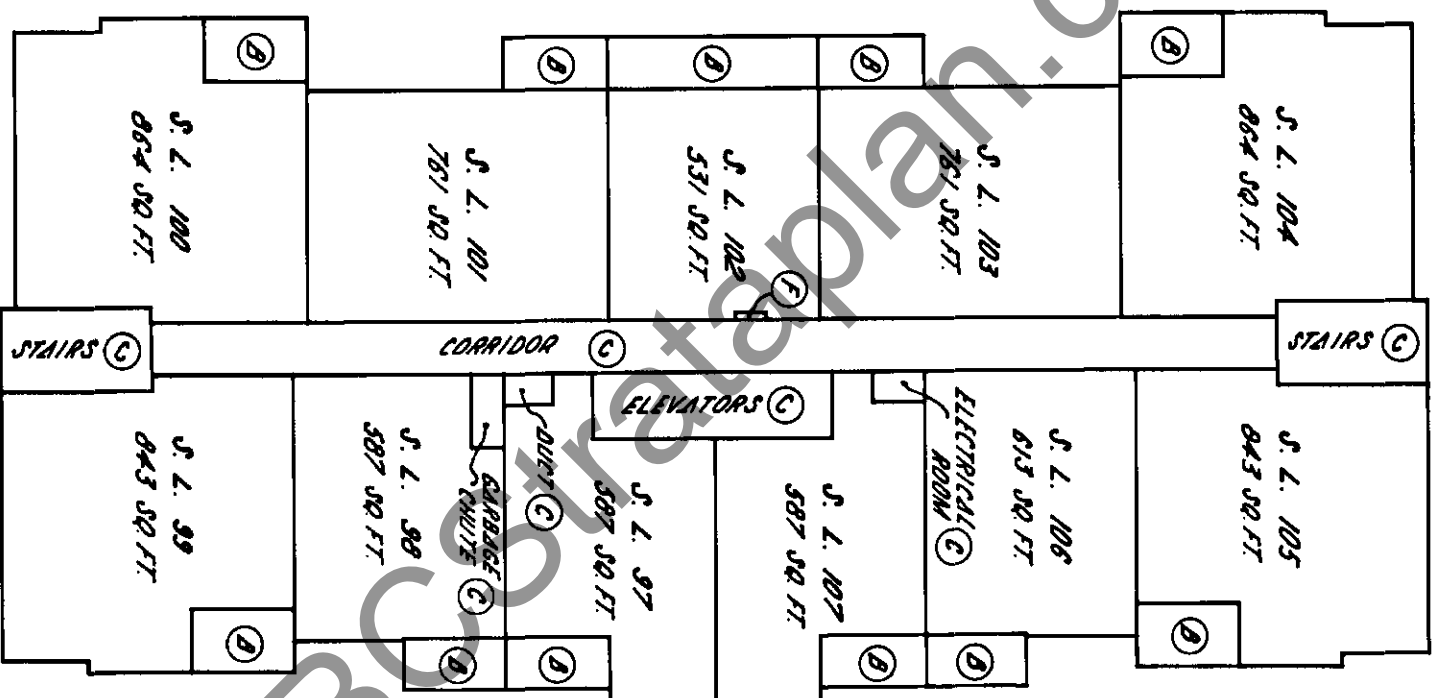 B
B
B
B
B
S. L. 100
864 SQ. FT.
S. L. 101
761 SQ. FT.
S. L. 102
531 SQ. FT
S. L. 103
761 SQ. FT.
S. L. 104
864 SQ. FT.
F
STAIRS C
CORRIDOR C
STAIRS C
ELEVATORS C
S. L. 99
843 SQ. FT.
S. L. 98
587 SQ. FT
GARBAGE
CHUTE C
DUCT C
S. L. 97
587 SQ. FT
S. L. 107
587 SQ. FT.
ELECTRICAL
ROOM C
S. L. 106
613 SQ. FT.
S. L. 105
843 SQ. FT.
B
B
B
B
B
B
BCStrataplan.c